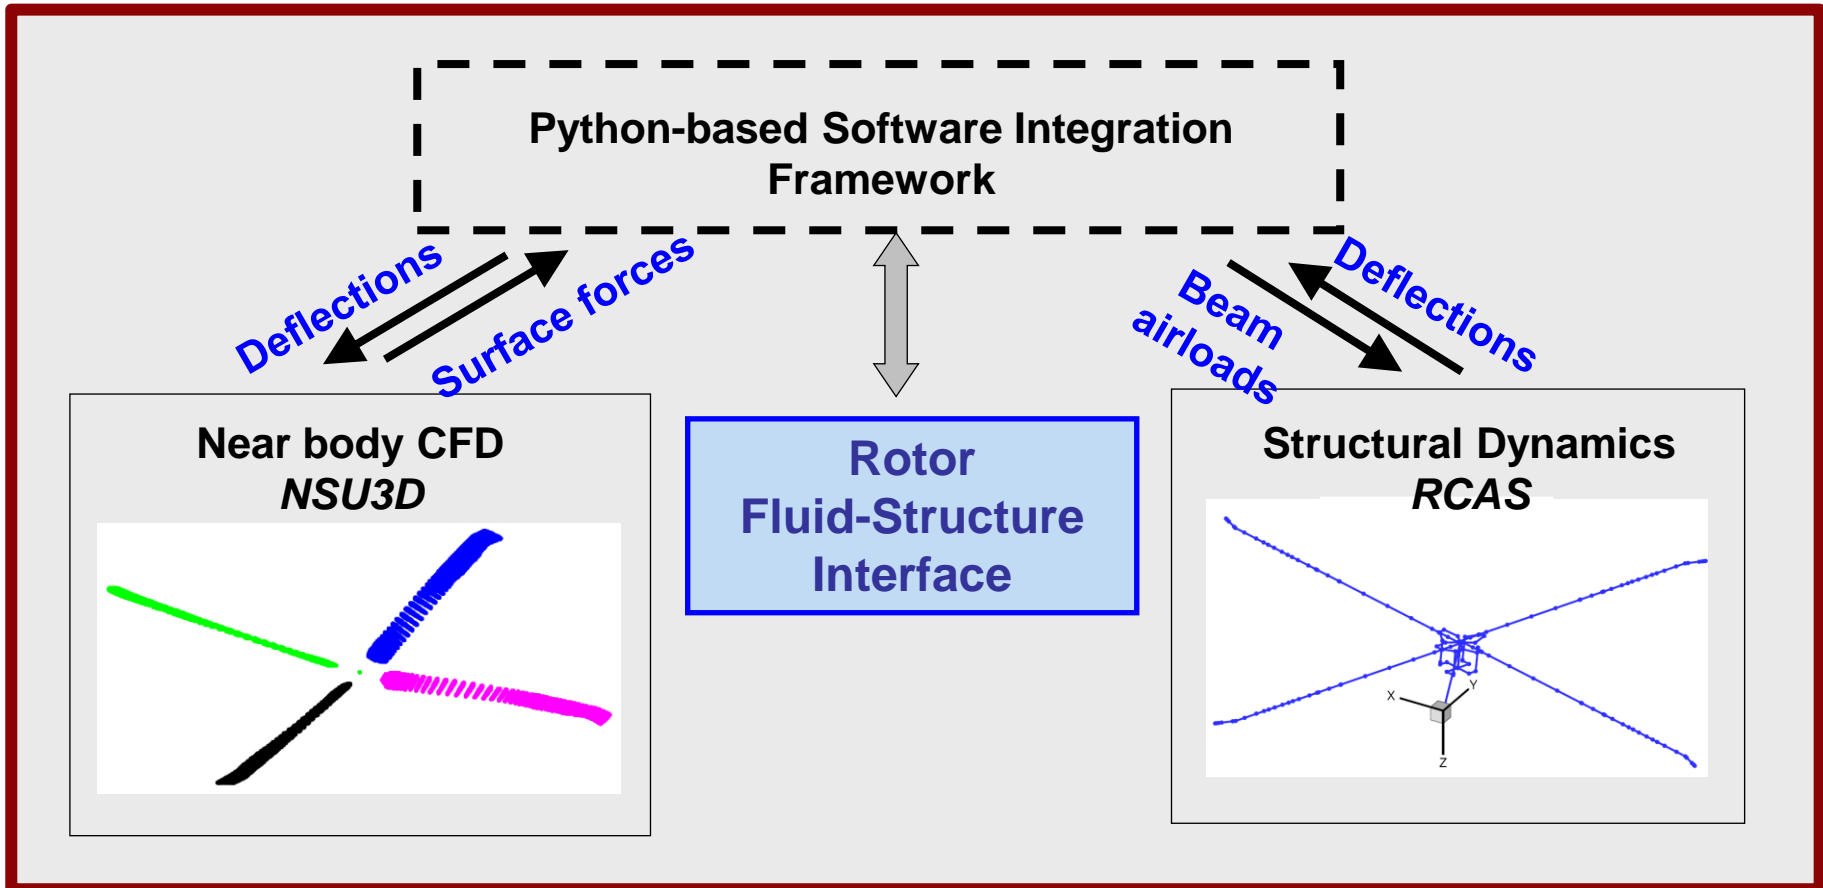 Python-based Software Integration
Framework
Deflections
Surface forces
Beam
airloads
Deflections
Near body CFD
NSU3D
Rotor
Fluid-Structure
Interface
Structural Dynamics
RCAS
X
Y
Z